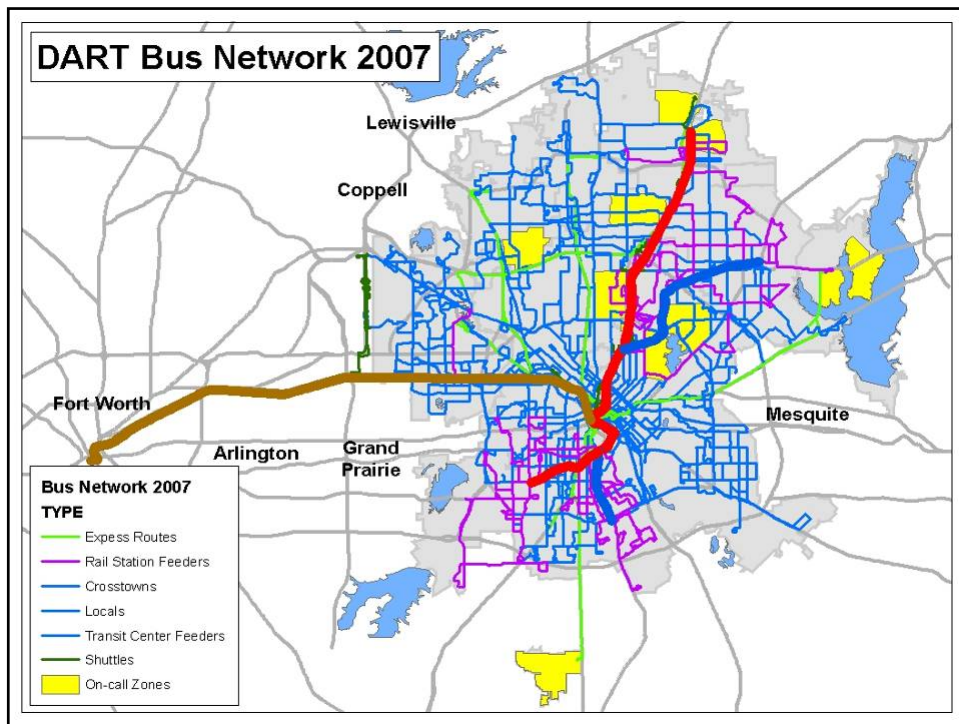 DART Bus Network 2007
Lewisville
Coppell
Fort Worth
Arlington
Grand
Prairie
Mesquite
Bus Network 2007
TYPE
Expess Routes
Rail Station Feeders
Crosstowns
Locals
Transit Center Feeders
Shuttles
On-call Zones